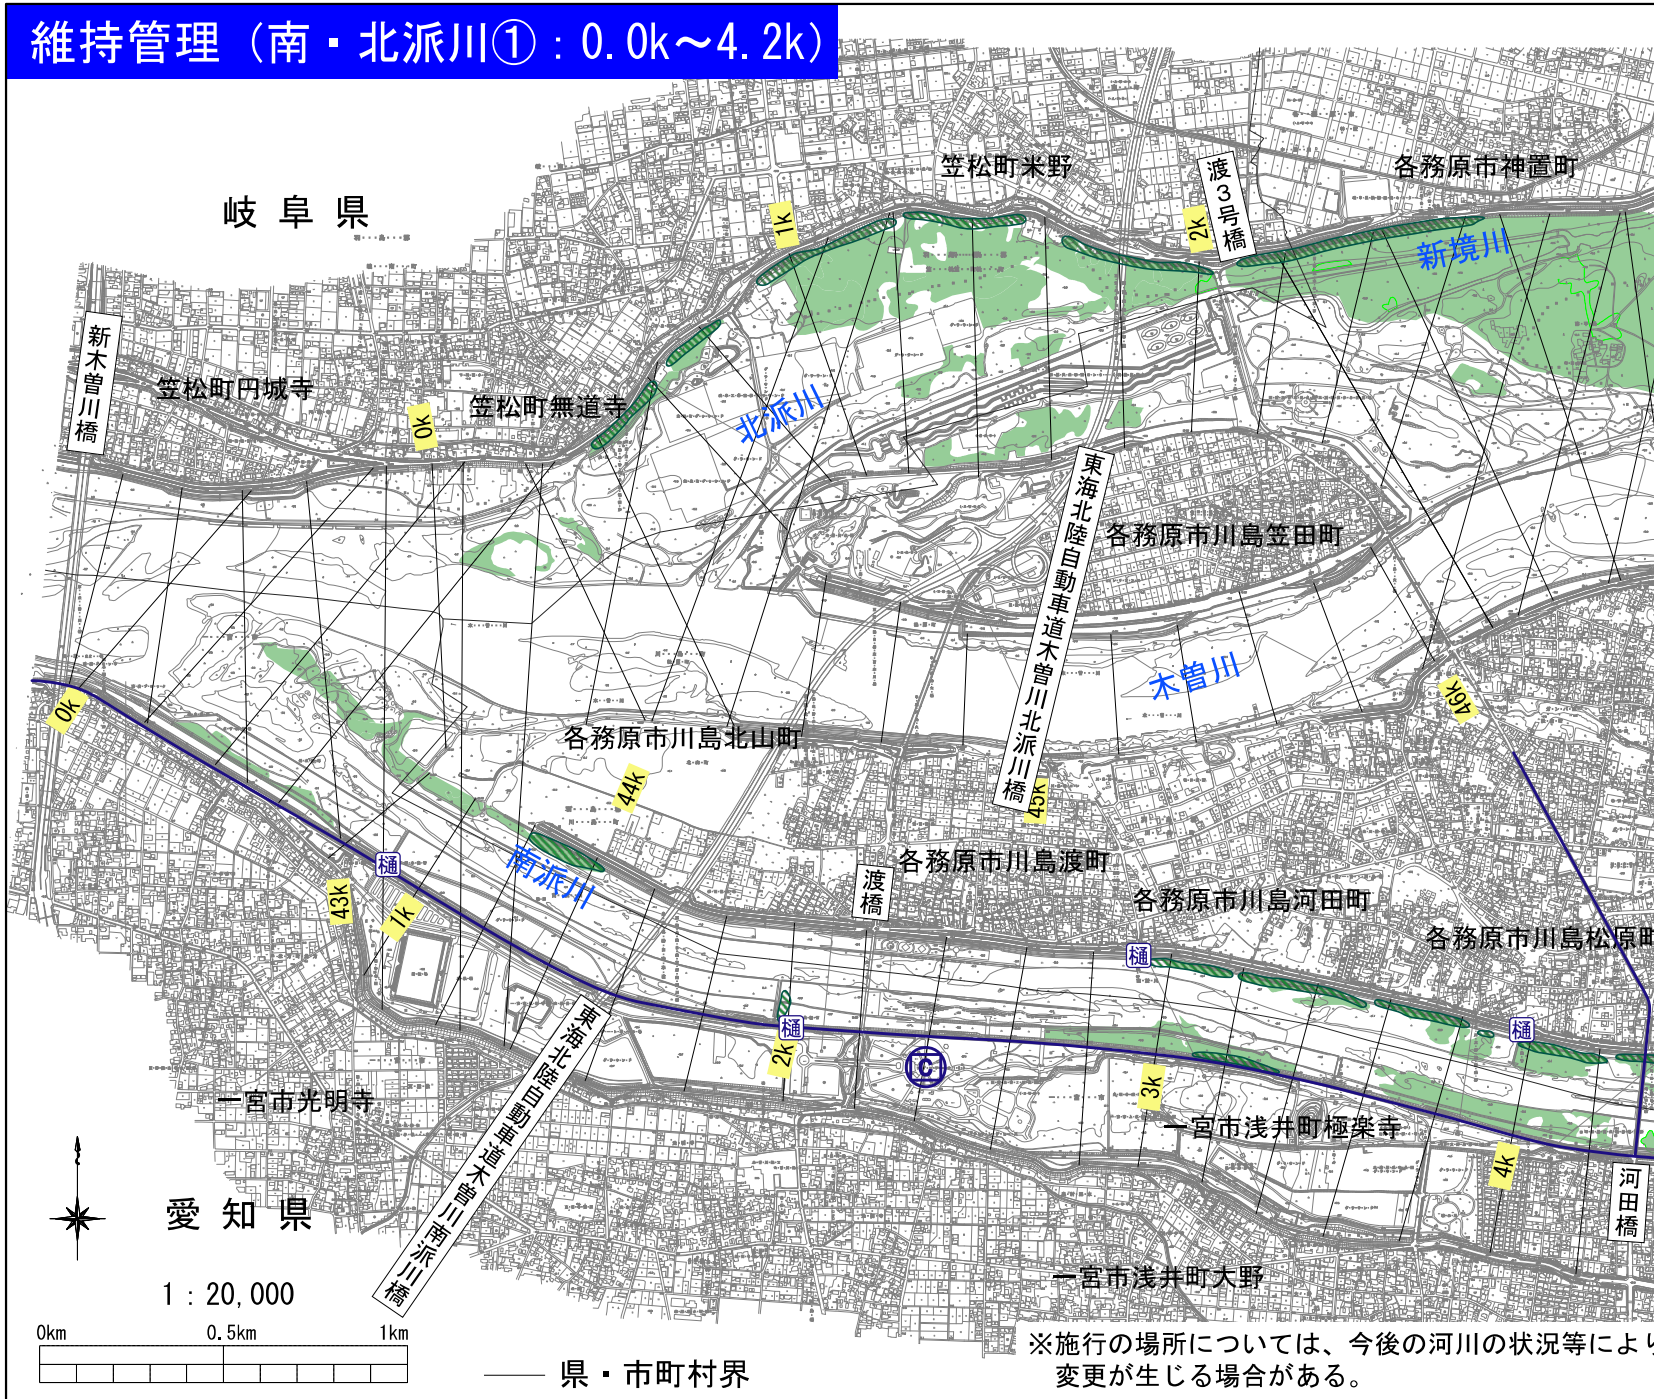 維持管理（南・北派川①：0.0k～4.2k）
笠松町米野
渡3号橋
各務原市神置町
岐阜県
1k
2k
新境川
新木曽川橋
笠松町円城寺
0k
笠松町無道寺
北派川
東海北陸自動車道木曽川北派川橋
各務原市川島笠田町
木曽川
0k
46k
各務原市川島北山町
44k
45k
樋
南派川
渡橋
各務原市川島渡町
各務原市川島河田町
43k
1k
各務原市川島松原町
樋
樋
樋
東海北陸自動車道木曽川南派川橋
2k
C
3k
一宮市光明寺
一宮市浅井町極楽寺
4k
河田橋
愛知県
一宮市浅井町大野
1：20,000
0km 0.5km 1km
県・市町村界
※施行の場所については、今後の河川の状況等により
変更が生じる場合がある。